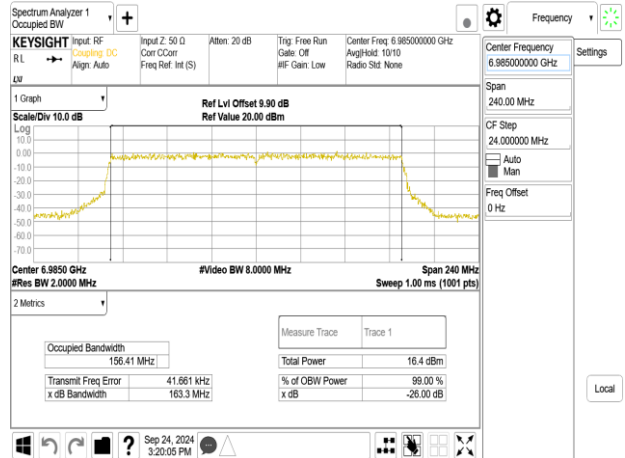 Spectrum Analyzer 1
Occupied BW
Frequency
KEYSIGHT
Input: RF
Input Z: 50 Ω
Atten: 20 dB
Trig: Free Run
Center Freq: 6.985000000 GHz
RL
Coupling: DC
Corr CCorr
Gate: Off
Avg|Hold: 10/10
Align: Auto
Freq Ref: Int (S)
#IF Gain: Low
Radio Std: None
LXI
Center Frequency
6.985000000 GHz
Settings
Span
240.00 MHz
CF Step
24.000000 MHz
Auto
Man
Freq Offset
0 Hz
Local
1 Graph
Ref Lvl Offset 9.90 dB
Scale/Div 10.0 dB
Ref Value 20.00 dBm
Log
10.0
0.00
-10.0
-20.0
-30.0
-40.0
-50.0
-60.0
-70.0
Center 6.9850 GHz
#Video BW 8.0000 MHz
Span 240 MHz
#Res BW 2.0000 MHz
Sweep 1.00 ms (1001 pts)
2 Metrics
Measure Trace
Trace 1
Occupied Bandwidth
156.41 MHz
Total Power
16.4 dBm
Transmit Freq Error
41.661 kHz
% of OBW Power
99.00 %
x dB Bandwidth
163.3 MHz
x dB
-26.00 dB
?
Sep 24, 2024
3:20:05 PM